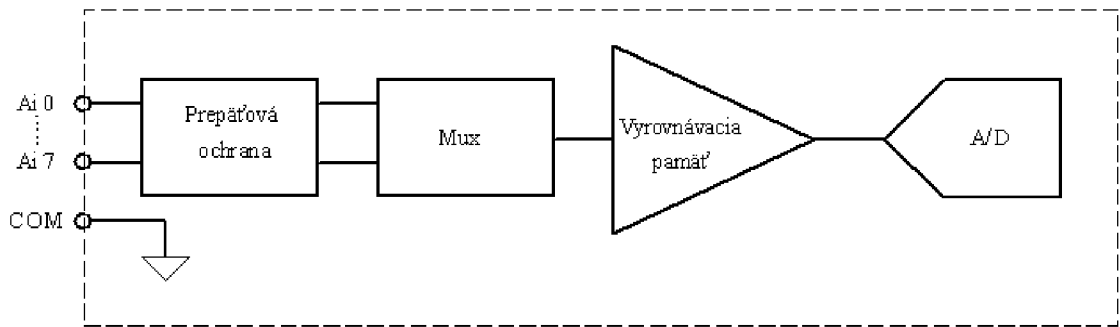 Ai 0
Ai 7
COM
Prepäťová
ochrana
Mux
Vyrovnávacia
pamäť
A/D